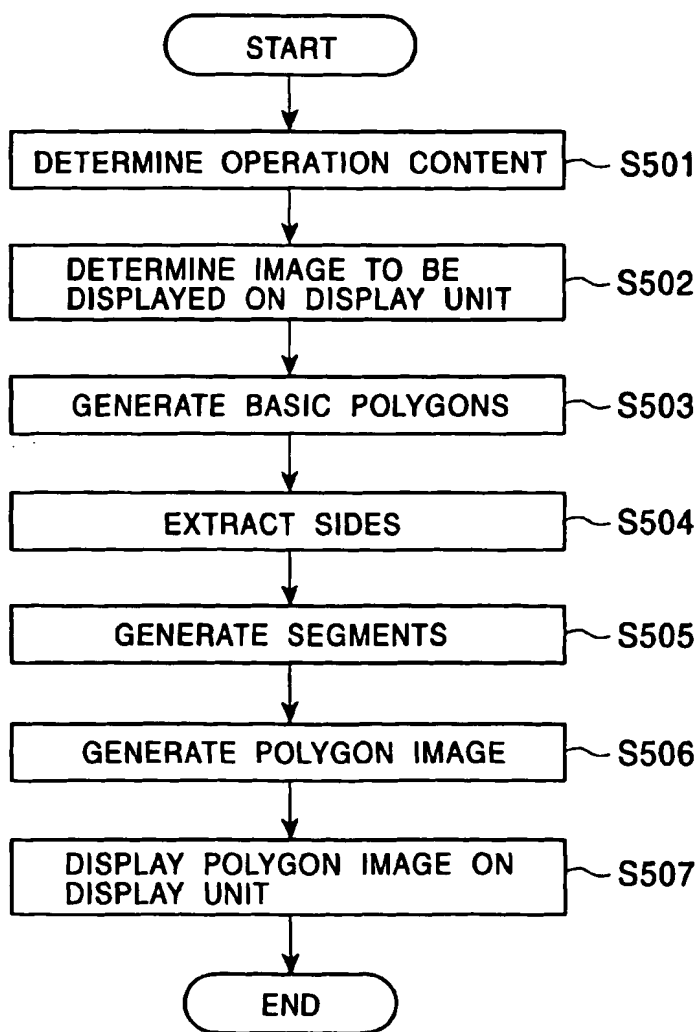 START
DETERMINE OPERATION CONTENT S501
DETERMINE IMAGE TO BE
DISPLAYED ON DISPLAY UNIT S502
GENERATE BASIC POLYGONS S503
EXTRACT SIDES S504
GENERATE SEGMENTS S505
GENERATE POLYGON IMAGE S506
DISPLAY POLYGON IMAGE ON
DISPLAY UNIT S507
END